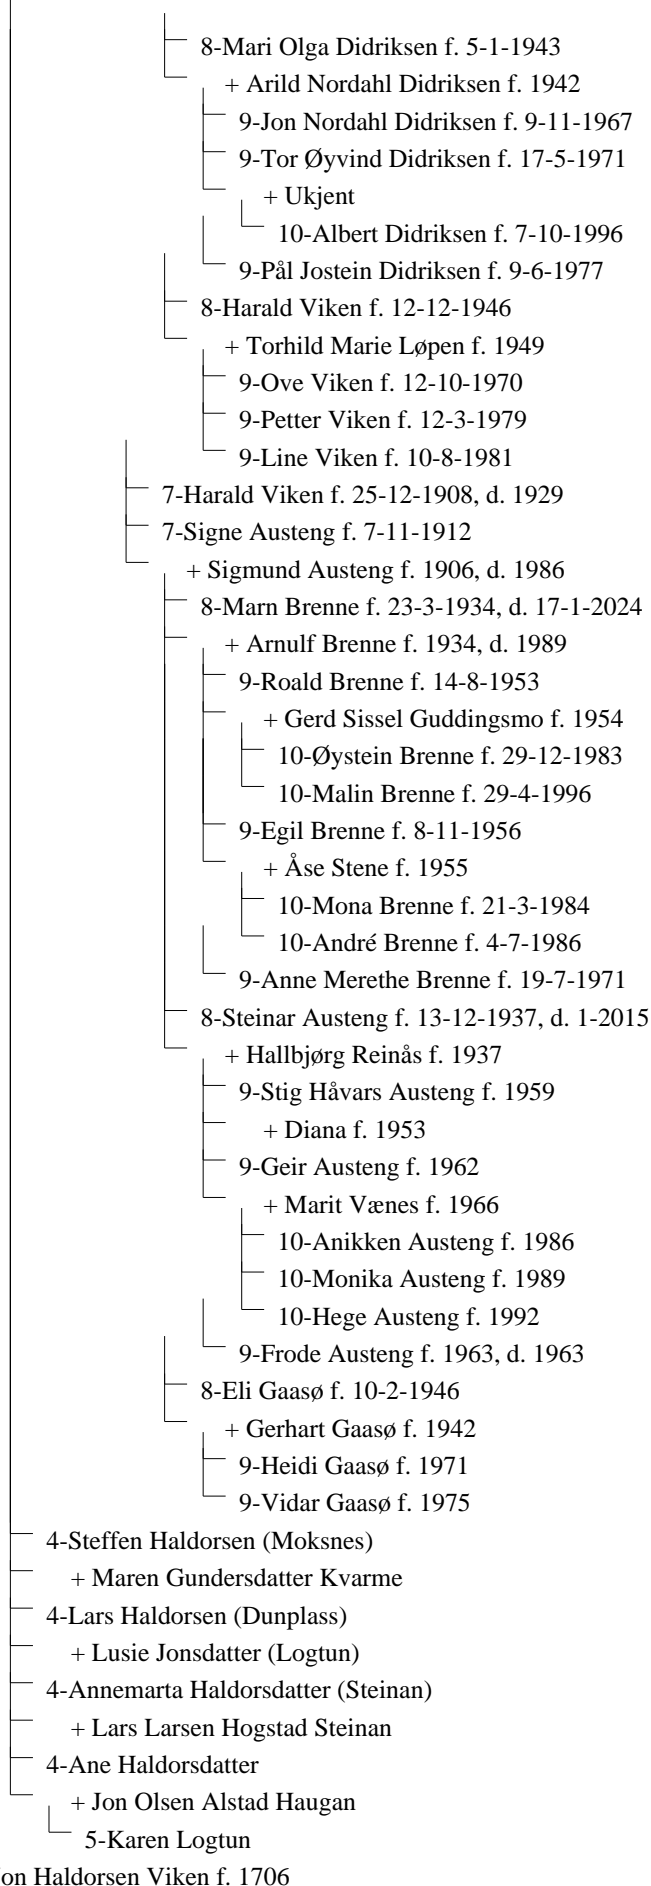 8-Mari Olga Didriksen f. 5-1-1943
+ Arild Nordahl Didriksen f. 1942
9-Jon Nordahl Didriksen f. 9-11-1967
9-Tor Øyvind Didriksen f. 17-5-1971
+ Ukjent
10-Albert Didriksen f. 7-10-1996
9-Pål Jostein Didriksen f. 9-6-1977
8-Harald Viken f. 12-12-1946
+ Torhild Marie Løpen f. 1949
9-Ove Viken f. 12-10-1970
9-Petter Viken f. 12-3-1979
9-Line Viken f. 10-8-1981
7-Harald Viken f. 25-12-1908, d. 1929
7-Signe Austeng f. 7-11-1912
+ Sigmund Austeng f. 1906, d. 1986
8-Marn Brenne f. 23-3-1934, d. 17-1-2024
+ Arnulf Brenne f. 1934, d. 1989
9-Roald Brenne f. 14-8-1953
+ Gerd Sissel Guddingsmo f. 1954
10-Øystein Brenne f. 29-12-1983
10-Malin Brenne f. 29-4-1996
9-Egil Brenne f. 8-11-1956
+ Åse Stene f. 1955
10-Mona Brenne f. 21-3-1984
10-André Brenne f. 4-7-1986
9-Anne Merethe Brenne f. 19-7-1971
8-Steinar Austeng f. 13-12-1937, d. 1-2015
+ Hallbjørg Reinås f. 1937
9-Stig Håvars Austeng f. 1959
+ Diana f. 1953
9-Geir Austeng f. 1962
+ Marit Vænes f. 1966
10-Anikken Austeng f. 1986
10-Monika Austeng f. 1989
10-Hege Austeng f. 1992
9-Frode Austeng f. 1963, d. 1963
8-Eli Gaasø f. 10-2-1946
+ Gerhart Gaasø f. 1942
9-Heidi Gaasø f. 1971
9-Vidar Gaasø f. 1975
4-Steffen Haldorsen (Moksnes)
+ Maren Gundersdatter Kvarme
4-Lars Haldorsen (Dunplass)
+ Lusie Jonsdatter (Logtun)
4-Annemarta Haldorsdatter (Steinan)
+ Lars Larsen Hogstad Steinan
4-Ane Haldorsdatter
+ Jon Olsen Alstad Haugan
5-Karen Logtun
Haldorsen Viken f. 1706